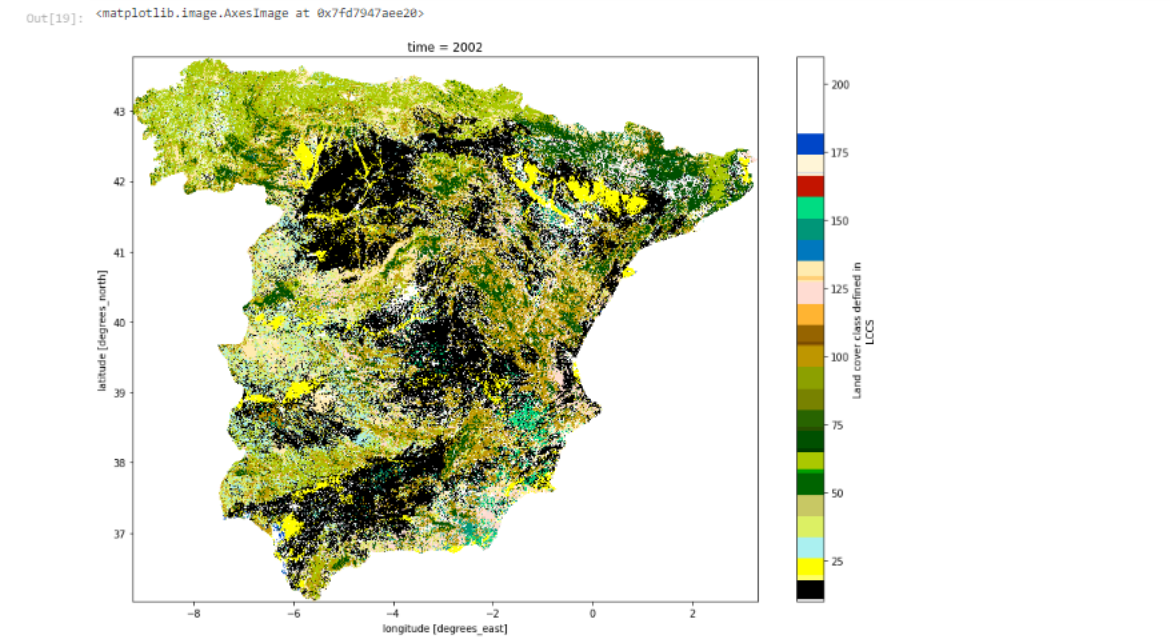 Out[19]: <matplotlib.image.AxesImage at 0x7fd7947aee20>
time = 2002
43
42
41
40
39
38
37
latitude [degrees_north]
−8 −6 −4 −2 0 2
longitude [degrees_east]
200
175
150
125
100
75
50
25
Land cover class defined in
LCCS